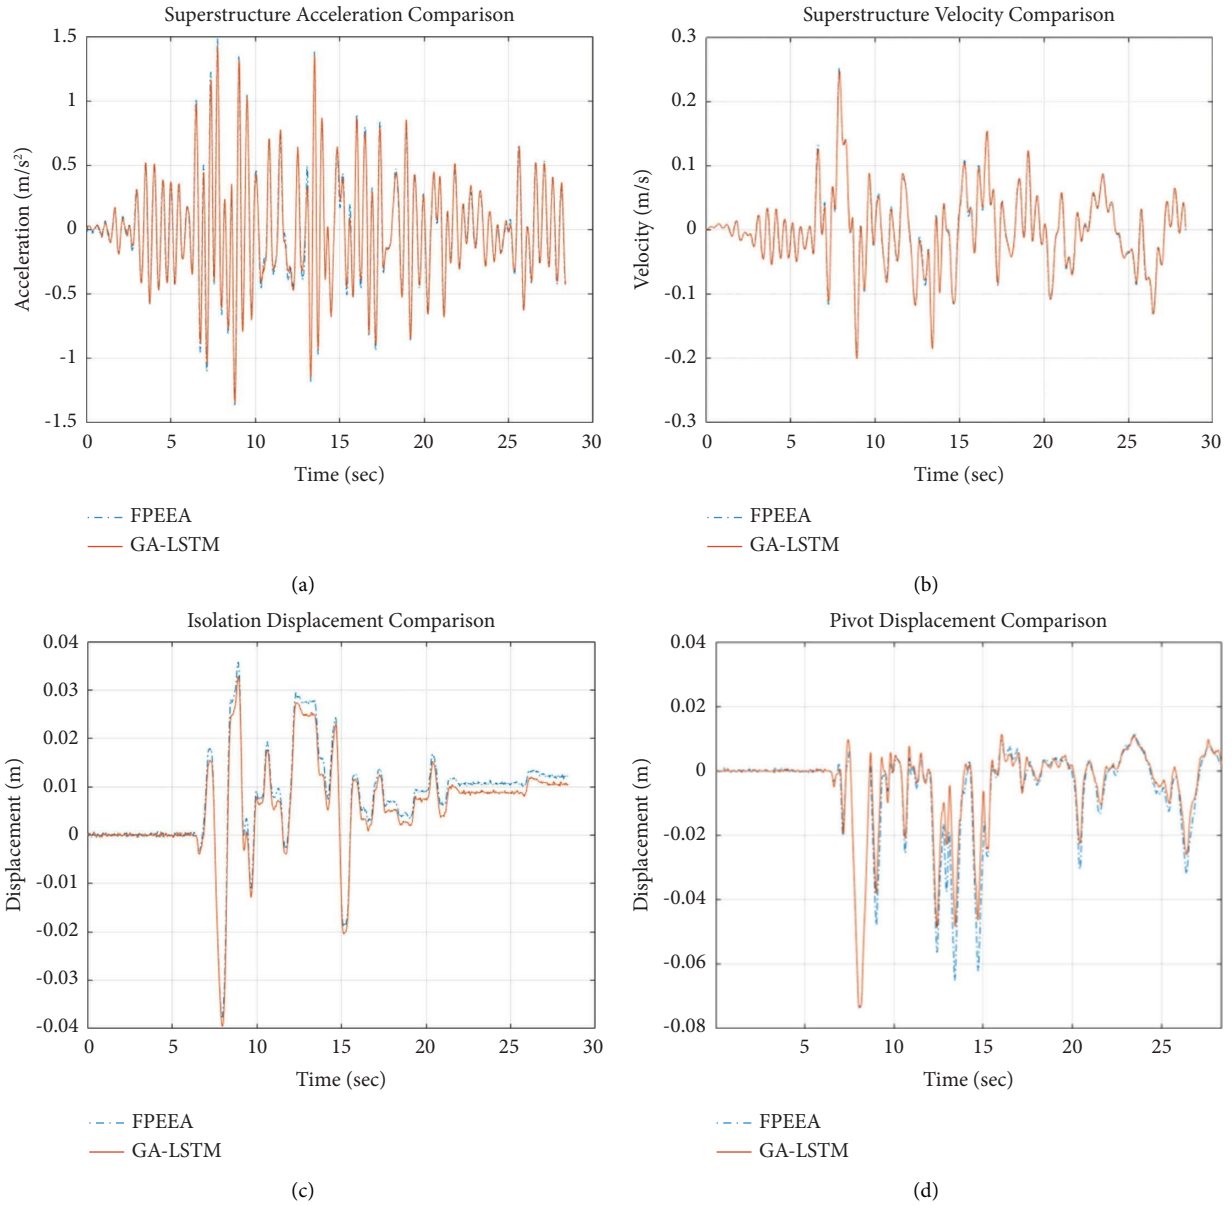 Superstructure Acceleration Comparison
1.5
1
0.5
0
-0.5
-1
-1.5
Acceleration (m/s²)
0 5 10 15 20 25 30
Time (sec)
FPEEA
GA-LSTM
(a)
Superstructure Velocity Comparison
0.3
0.2
0.1
0
-0.1
-0.2
-0.3
Velocity (m/s)
0 5 10 15 20 25 30
Time (sec)
FPEEA
GA-LSTM
(b)
Isolation Displacement Comparison
0.04
0.03
0.02
0.01
0
-0.01
-0.02
-0.03
-0.04
Displacement (m)
0 5 10 15 20 25 30
Time (sec)
FPEEA
GA-LSTM
(c)
Pivot Displacement Comparison
0.04
0.02
0
-0.02
-0.04
-0.06
-0.08
Displacement (m)
5 10 15 20 25
Time (sec)
FPEEA
GA-LSTM
(d)